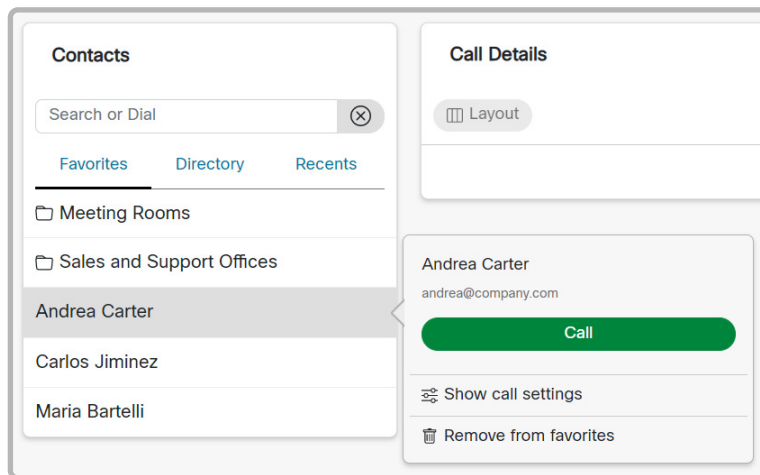 Contacts
Search or Dial
Favorites Directory Recents
Meeting Rooms
Sales and Support Offices
Andrea Carter
Carlos Jiminez
Maria Bartelli
Call Details
Layout
Andrea Carter
andrea@company.com
Call
Show call settings
Remove from favorites